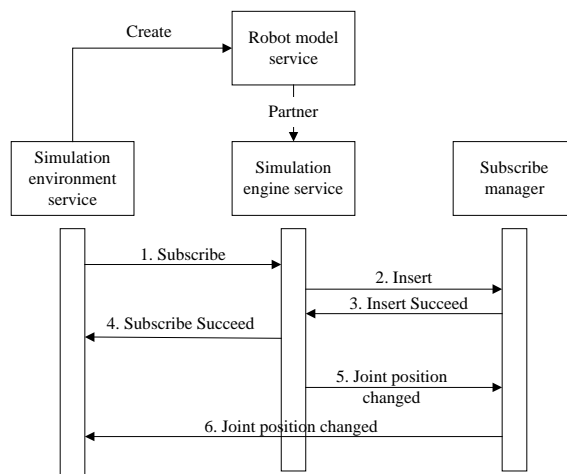 Create
Robot model
service
Partner
Simulation
environment
service
Simulation
engine service
Subscribe
manager
1. Subscribe
2. Insert
3. Insert Succeed
4. Subscribe Succeed
5. Joint position
changed
6. Joint position changed